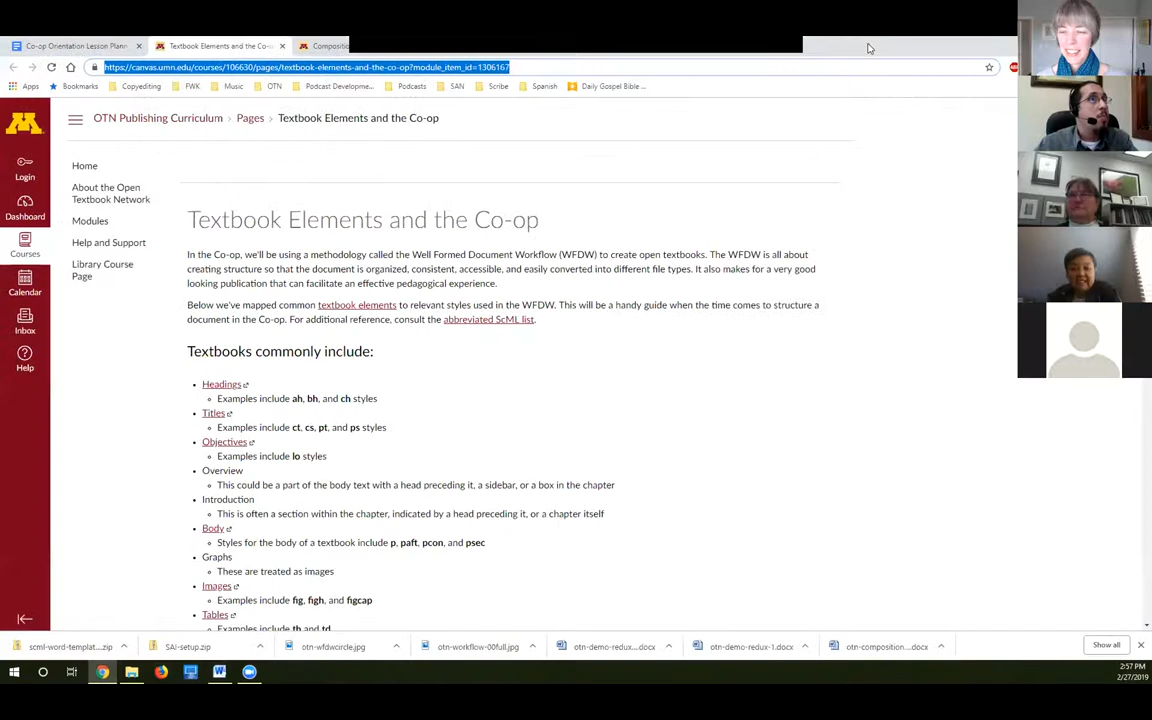 Co-op Orientation Lesson Plann
Textbook Elements and the Co-o
Compositio
https://canvas.umn.edu/courses/106630/pages/textbook-elements-and-the-co-op?module_item_id=1306167
Apps Bookmarks Copyediting FWK Music OTN Podcast Developme... Podcasts SAN Scribe Spanish Daily Gospel Bible ...
OTN Publishing Curriculum › Pages › Textbook Elements and the Co-op
Login
Dashboard
Courses
Calendar
Inbox
Help
Home
About the Open
Textbook Network
Modules
Help and Support
Library Course
Page
Textbook Elements and the Co-op
In the Co-op, we'll be using a methodology called the Well Formed Document Workflow (WFDW) to create open textbooks. The WFDW is all about
creating structure so that the document is organized, consistent, accessible, and easily converted into different file types. It also makes for a very good
looking publication that can facilitate an effective pedagogical experience.
Below we've mapped common textbook elements to relevant styles used in the WFDW. This will be a handy guide when the time comes to structure a
document in the Co-op. For additional reference, consult the abbreviated ScML list.
Textbooks commonly include:
Headings
Examples include ah, bh, and ch styles
Titles
Examples include ct, cs, pt, and ps styles
Objectives
Examples include lo styles
Overview
This could be a part of the body text with a head preceding it, a sidebar, or a box in the chapter
Introduction
This is often a section within the chapter, indicated by a head preceding it, or a chapter itself
Body
Styles for the body of a textbook include p, paft, pcon, and psec
Graphs
These are treated as images
Images
Examples include fig, figh, and figcap
Tables
Examples include th and td
scml-word-templat....zip SAI-setup.zip otn-wfdwcircle.jpg otn-workflow-00full.jpg otn-demo-redux....docx otn-demo-redux-1.docx otn-composition....docx Show all
2:57 PM
2/27/2019